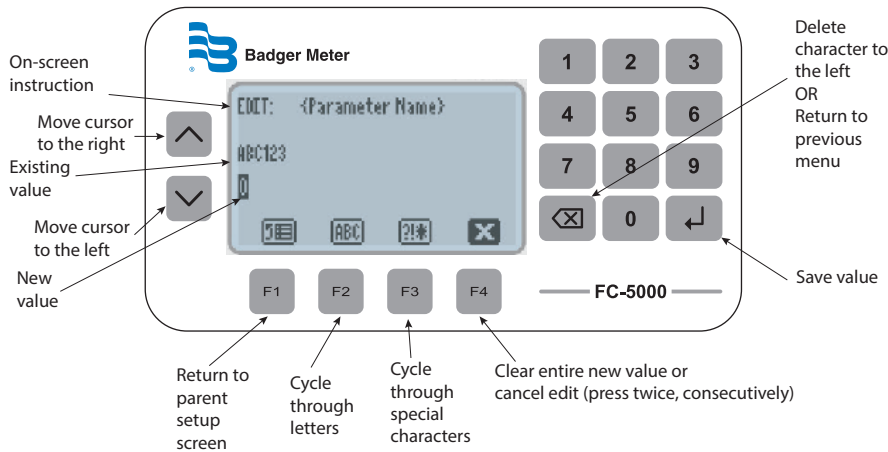 Badger Meter
®
On-screen
instruction
Move cursor
to the right
Existing
value
Move cursor
to the left
New
value
EDIT: {Parameter Name}
ABC123
0
ABC
?!*
X
1 2 3
4 5 6
7 8 9
0
F1 F2 F3 F4
FC-5000
Delete
character to
the left
OR
Return to
previous
menu
Save value
Return to
parent
setup
screen
Cycle
through
letters
Cycle
through
special
characters
Clear entire new value or
cancel edit (press twice, consecutively)